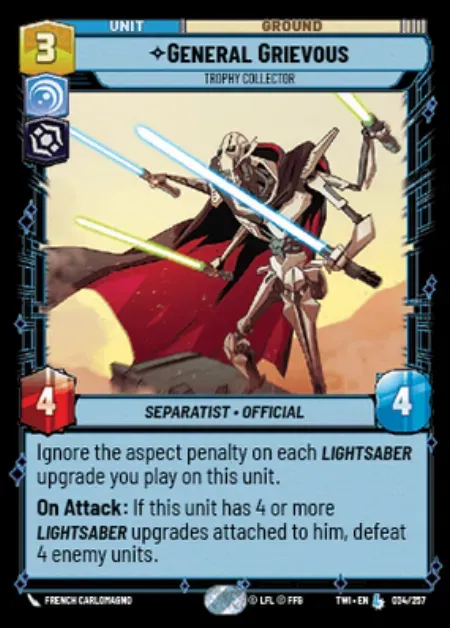 UNIT GROUND
3
GENERAL GRIEVOUS
TROPHY COLLECTOR
4 SEPARATIST • OFFICIAL 4
Ignore the aspect penalty on each LIGHTSABER
upgrade you play on this unit.
On Attack: If this unit has 4 or more
LIGHTSABER upgrades attached to him, defeat
4 enemy units.
FRENCH CARLOMAGNO © LFL © FFG TWI • EN 034/257